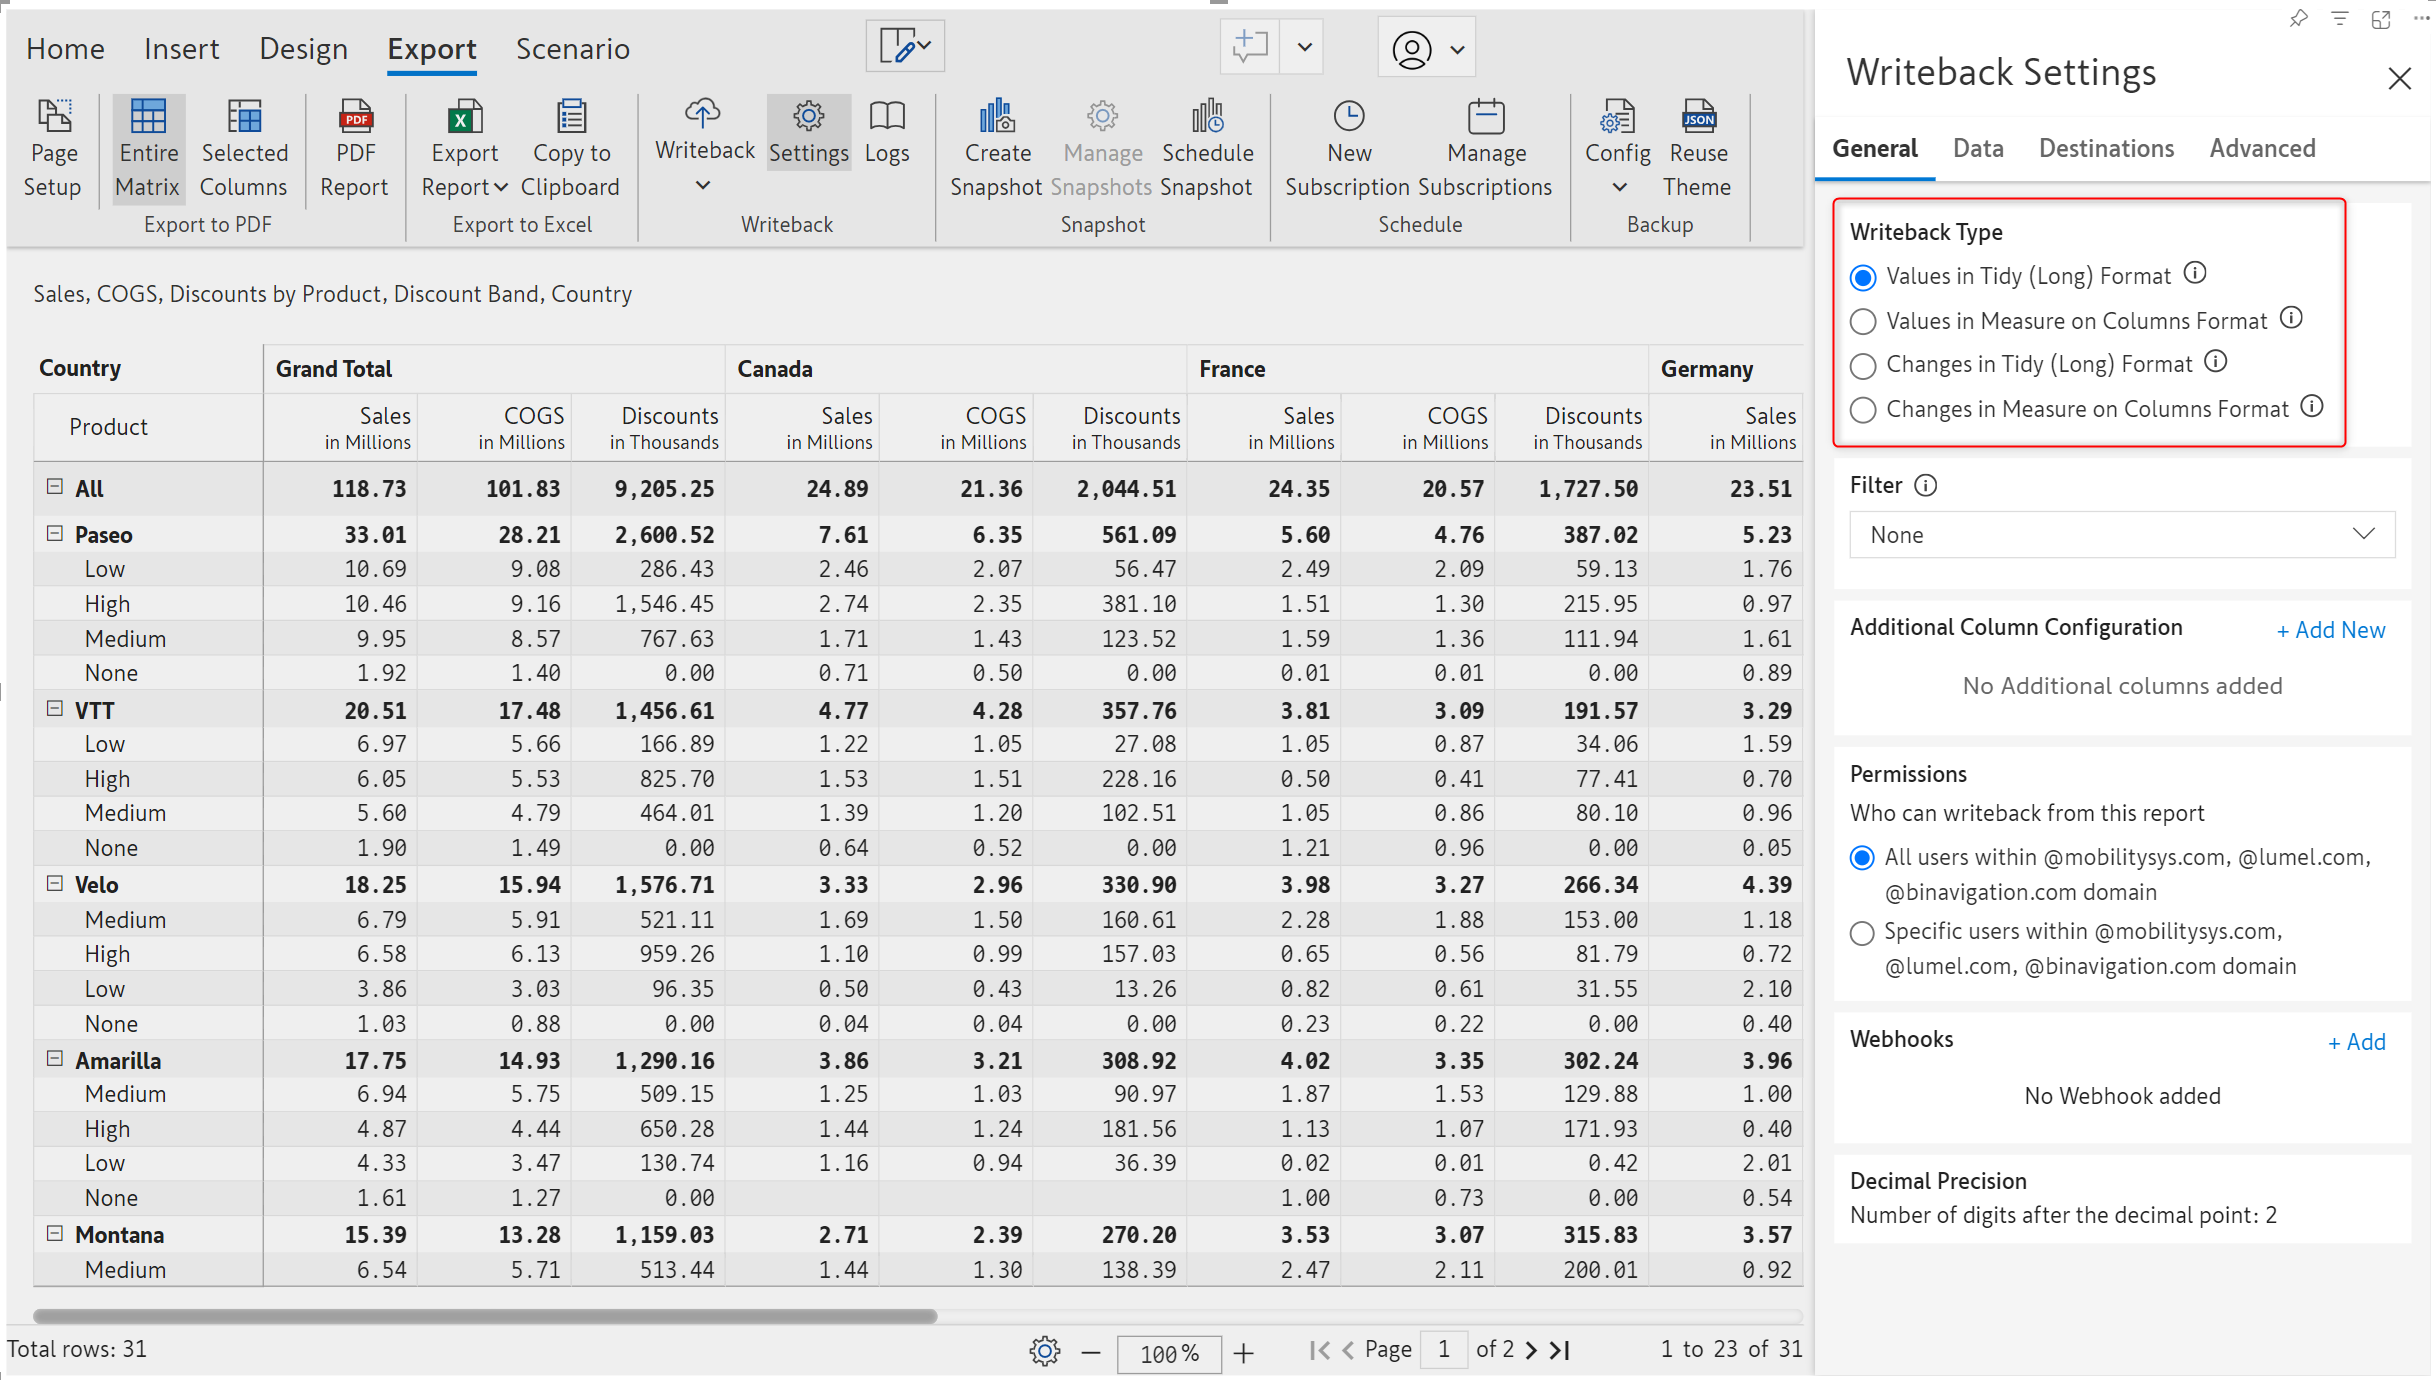 Home Insert Design Export Scenario
Page Setup
Entire Matrix
Selected Columns
PDF Report
Export Report
Copy to Clipboard
Writeback
Settings
Logs
Create Snapshot
Manage Snapshots
Schedule Snapshot
New Subscription
Manage Subscriptions
Config
JSON
Reuse Theme
PDF
X
Export to PDF Export to Excel Writeback Snapshot Schedule Backup
Sales, COGS, Discounts by Product, Discount Band, Country
Country Grand Total Canada France Germany
Product Sales COGS Discounts Sales COGS Discounts Sales COGS Discounts Sales
in Millions in Millions in Thousands in Millions in Millions in Thousands in Millions in Millions in Thousands in Millions
All 118.73 101.83 9,205.25 24.89 21.36 2,044.51 24.35 20.57 1,727.50 23.51
Paseo 33.01 28.21 2,600.52 7.61 6.35 561.09 5.60 4.76 387.02 5.23
Low 10.69 9.08 286.43 2.46 2.07 56.47 2.49 2.09 59.13 1.76
High 10.46 9.16 1,546.45 2.74 2.35 381.10 1.51 1.30 215.95 0.97
Medium 9.95 8.57 767.63 1.71 1.43 123.52 1.59 1.36 111.94 1.61
None 1.92 1.40 0.00 0.71 0.50 0.00 0.01 0.01 0.00 0.89
VTT 20.51 17.48 1,456.61 4.77 4.28 357.76 3.81 3.09 191.57 3.29
Low 6.97 5.66 166.89 1.22 1.05 27.08 1.05 0.87 34.06 1.59
High 6.05 5.53 825.70 1.53 1.51 228.16 0.50 0.41 77.41 0.70
Medium 5.60 4.79 464.01 1.39 1.20 102.51 1.05 0.86 80.10 0.96
None 1.90 1.49 0.00 0.64 0.52 0.00 1.21 0.96 0.00 0.05
Velo 18.25 15.94 1,576.71 3.33 2.96 330.90 3.98 3.27 266.34 4.39
Medium 6.79 5.91 521.11 1.69 1.50 160.61 2.28 1.88 153.00 1.18
High 6.58 6.13 959.26 1.10 0.99 157.03 0.65 0.56 81.79 0.72
Low 3.86 3.03 96.35 0.50 0.43 13.26 0.82 0.61 31.55 2.10
None 1.03 0.88 0.00 0.04 0.04 0.00 0.23 0.22 0.00 0.40
Amarilla 17.75 14.93 1,290.16 3.86 3.21 308.92 4.02 3.35 302.24 3.96
Medium 6.94 5.75 509.15 1.25 1.03 90.97 1.87 1.53 129.88 1.00
High 4.87 4.44 650.28 1.44 1.24 181.56 1.13 1.07 171.93 0.40
Low 4.33 3.47 130.74 1.16 0.94 36.39 0.02 0.01 0.42 2.01
None 1.61 1.27 0.00 1.00 0.73 0.00 0.54
Montana 15.39 13.28 1,159.03 2.71 2.39 270.20 3.53 3.07 315.83 3.57
Medium 6.54 5.71 513.44 1.44 1.30 138.39 2.47 2.11 200.01 0.92
Total rows: 31 100% Page 1 of 2 1 to 23 of 31
Writeback Settings
General Data Destinations Advanced
Writeback Type
Values in Tidy (Long) Format
Values in Measure on Columns Format
Changes in Tidy (Long) Format
Changes in Measure on Columns Format
Filter
None
Additional Column Configuration + Add New
No Additional columns added
Permissions
Who can writeback from this report
All users within @mobilitysys.com, @lumel.com,
@binavigation.com domain
Specific users within @mobilitysys.com,
@lumel.com, @binavigation.com domain
Webhooks + Add
No Webhook added
Decimal Precision
Number of digits after the decimal point: 2